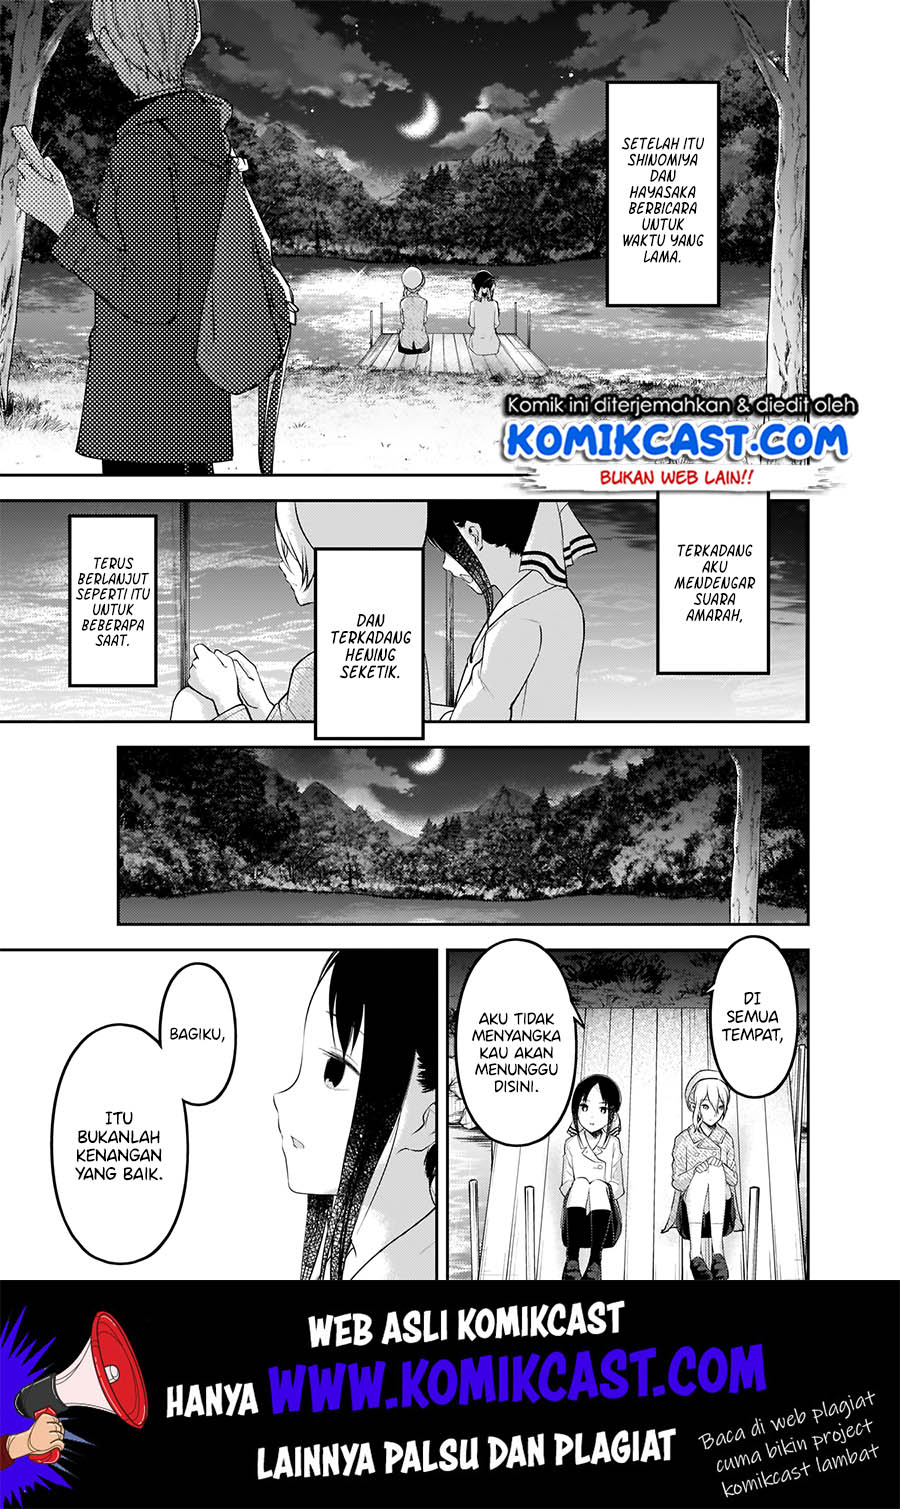 SETELAH ITU
SHINOMIYA
DAN
HAYASAKA
BERBICARA
UNTUK
WAKTU YANG
LAMA.
Komik ini diterjemahkan & diedit oleh
KOMIKCAST.COM
BUKAN WEB LAIN!!
TERKADANG
AKU
MENDENGAR
SUARA
AMARAH,
DAN
TERKADANG
HENING
SEKETIK.
TERUS
BERLANJUT
SEPERTI ITU
UNTUK
BEBERAPA
SAAT.
DI
SEMUA
TEMPAT,
AKU TIDAK
MENYANGKA
KAU AKAN
MENUNGGU
DISINI.
BAGIKU,
ITU
BUKANLAH
KENANGAN
YANG BAIK.
WEB ASLI KOMIKCAST
HANYA WWW.KOMIKCAST.COM
LAINNYA PALSU DAN PLAGIAT
Baca di web plagiat
cuma bikin project
komikcast lambat